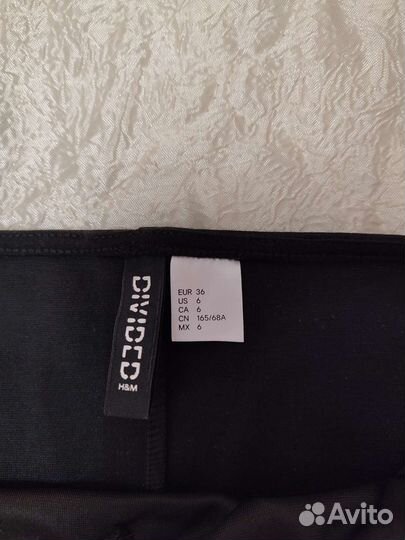 DIVIDED
H&M
EUR 36
US 6
CA 6
CN 165/68A
MX 6
Avito